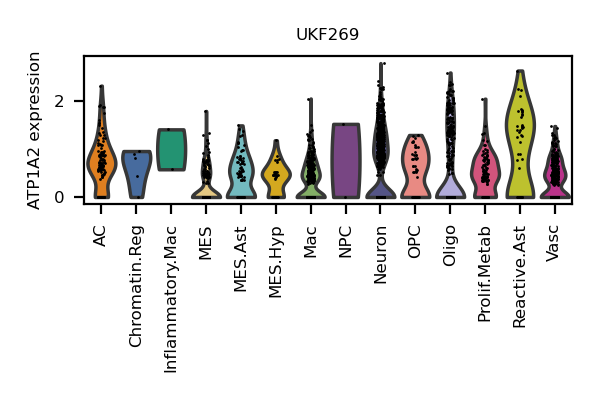 UKF269
ATP1A2 expression
2
0
AC
Chromatin.Reg
Inflammatory.Mac
MES
MES.Ast
MES.Hyp
Mac
NPC
Neuron
OPC
Oligo
Prolif.Metab
Reactive.Ast
Vasc